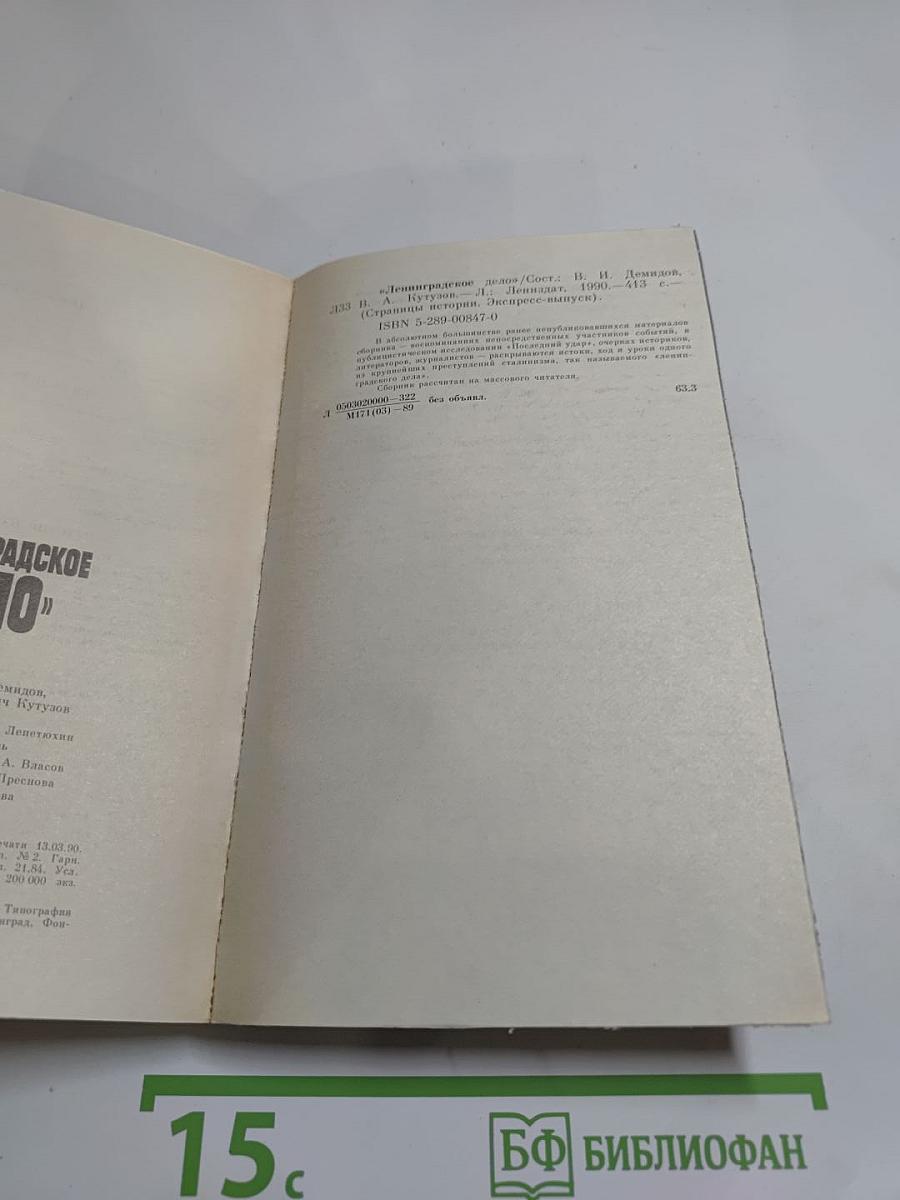 РАДСКОЕ
ЛО»
емидов,
ч Кутузов
Лепетюхин
ь
А. Власов
Преснова
ва
ечати 13.03.90.
№ 2. Гарн.
л. 21,84. Усл.
200 000 экз.
Типография
нград, Фон-
«Ленинградское дело»/Сост.: В. И. Демидов,
Л33 В. А. Кутузов.— Л.: Лениздат, 1990.—413 с.—
(Страницы истории. Экспресс-выпуск).
ISBN 5-289-00847-0
В абсолютном большинстве ранее непубликовавшихся материалов
сборника — воспоминаниях непосредственных участников событий, в
публицистическом исследовании «Последний удар», очерках историков,
литераторов, журналистов — раскрываются истоки, ход и уроки одного
из крупнейших преступлений сталинизма, так называемого «ленин-
градского дела».
Сборник рассчитан на массового читателя.
Л 0503020000—322 без объявл. 63.3
М171(03)—89
15 с
БФ БИБЛИОФАН